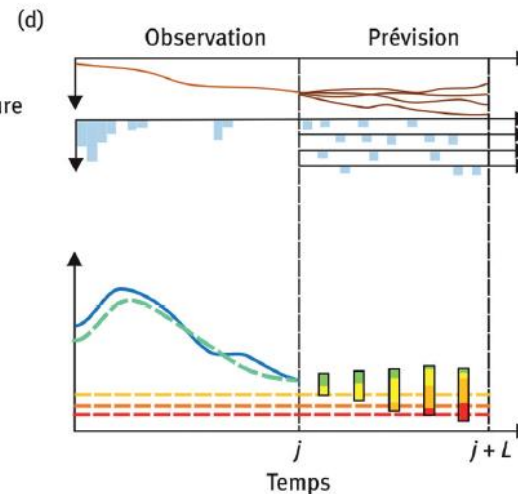 (d)
Observation
Prévision
ure
j
j + L
Temps